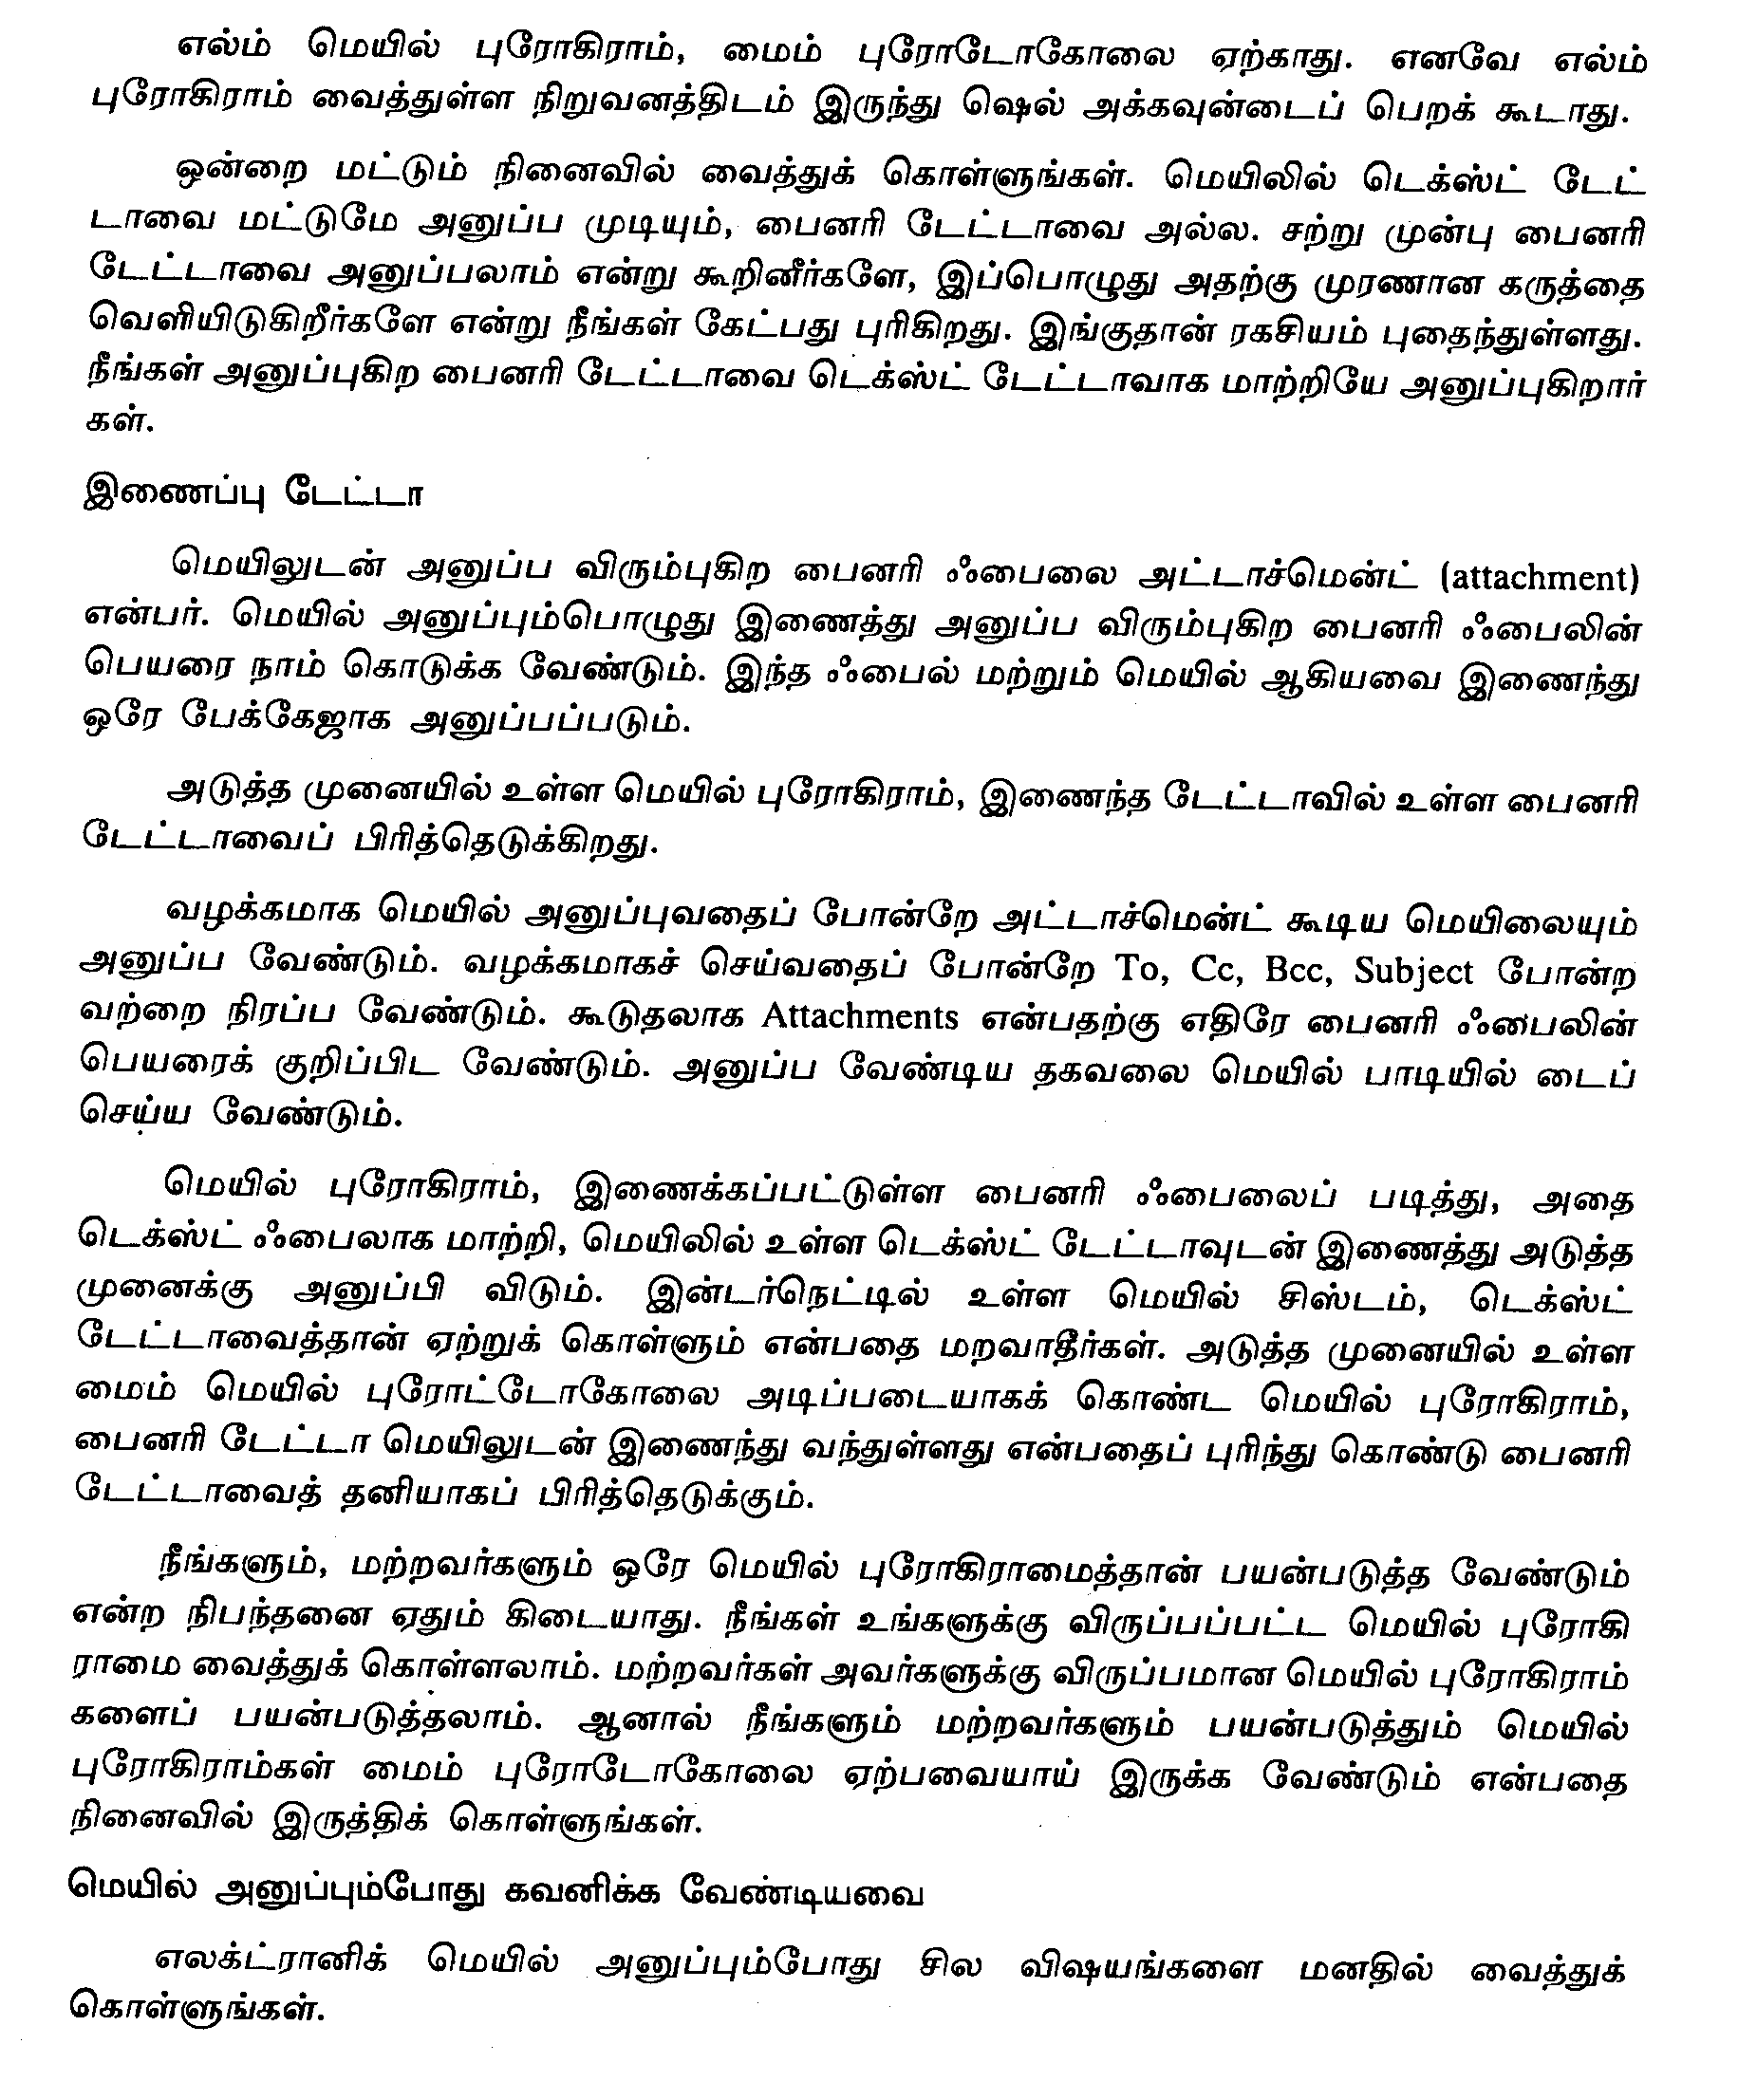 எல்ம் மெயில் புரோகிராம், மைம் புரோடோகோலை ஏற்காது. எனவே எல்ம்
புரோகிராம் வைத்துள்ள நிறுவனத்திடம் இருந்து ஷெல் அக்கவுன்டைப் பெறக் கூடாது.
ஒன்றை மட்டும் நினைவில் வைத்துக் கொள்ளுங்கள். மெயிலில் டெக்ஸ்ட் டேட்
டாவை மட்டுமே அனுப்ப முடியும், பைனரி டேட்டாவை அல்ல. சற்று முன்பு பைனரி
டேட்டாவை அனுப்பலாம் என்று கூறினீர்களே, இப்பொழுது அதற்கு முரணான கருத்தை
வெளியிடுகிறீர்களே என்று நீங்கள் கேட்பது புரிகிறது. இங்குதான் ரகசியம் புதைந்துள்ளது.
நீங்கள் அனுப்புகிற பைனரி டேட்டாவை டெக்ஸ்ட் டேட்டாவாக மாற்றியே அனுப்புகிறார்
கள்.
இணைப்பு டேட்டா
மெயிலுடன் அனுப்ப விரும்புகிற பைனரி ஃபைலை அட்டாச்மென்ட் (attachment)
என்பர். மெயில் அனுப்பும்பொழுது இணைத்து அனுப்ப விரும்புகிற பைனரி ஃபைலின்
பெயரை நாம் கொடுக்க வேண்டும். இந்த ஃபைல் மற்றும் மெயில் ஆகியவை இணைந்து
ஒரே பேக்கேஜாக அனுப்பப்படும்.
அடுத்த முனையில் உள்ள மெயில் புரோகிராம், இணைந்த டேட்டாவில் உள்ள பைனரி
டேட்டாவைப் பிரித்தெடுக்கிறது.
வழக்கமாக மெயில் அனுப்புவதைப் போன்றே அட்டாச்மென்ட் கூடிய மெயிலையும்
அனுப்ப வேண்டும். வழக்கமாகச் செய்வதைப் போன்றே To, Cc, Bcc, Subject போன்ற
வற்றை நிரப்ப வேண்டும். கூடுதலாக Attachments என்பதற்கு எதிரே பைனரி ஃபைலின்
பெயரைக் குறிப்பிட வேண்டும். அனுப்ப வேண்டிய தகவலை மெயில் பாடியில் டைப்
செய்ய வேண்டும்.
மெயில் புரோகிராம், இணைக்கப்பட்டுள்ள பைனரி ஃபைலைப் படித்து, அதை
டெக்ஸ்ட் ஃபைலாக மாற்றி, மெயிலில் உள்ள டெக்ஸ்ட் டேட்டாவுடன் இணைத்து அடுத்த
முனைக்கு அனுப்பி விடும். இன்டர்நெட்டில் உள்ள மெயில் சிஸ்டம், டெக்ஸ்ட்
டேட்டாவைத்தான் ஏற்றுக் கொள்ளும் என்பதை மறவாதீர்கள். அடுத்த முனையில் உள்ள
மைம் மெயில் புரோட்டோகோலை அடிப்படையாகக் கொண்ட மெயில் புரோகிராம்,
பைனரி டேட்டா மெயிலுடன் இணைந்து வந்துள்ளது என்பதைப் புரிந்து கொண்டு பைனரி
டேட்டாவைத் தனியாகப் பிரித்தெடுக்கும்.
நீங்களும், மற்றவர்களும் ஒரே மெயில் புரோகிராமைத்தான் பயன்படுத்த வேண்டும்
என்ற நிபந்தனை ஏதும் கிடையாது. நீங்கள் உங்களுக்கு விருப்பப்பட்ட மெயில் புரோகி
ராமை வைத்துக் கொள்ளலாம். மற்றவர்கள் அவர்களுக்கு விருப்பமான மெயில் புரோகிராம்
களைப் பயன்படுத்தலாம். ஆனால் நீங்களும் மற்றவர்களும் பயன்படுத்தும் மெயில்
புரோகிராம்கள் மைம் புரோடோகோலை ஏற்பவையாய் இருக்க வேண்டும் என்பதை
நினைவில் இருத்திக் கொள்ளுங்கள்.
மெயில் அனுப்பும்போது கவனிக்க வேண்டியவை
எலக்ட்ரானிக் மெயில் அனுப்பும்போது சில விஷயங்களை மனதில் வைத்துக்
கொள்ளுங்கள்.